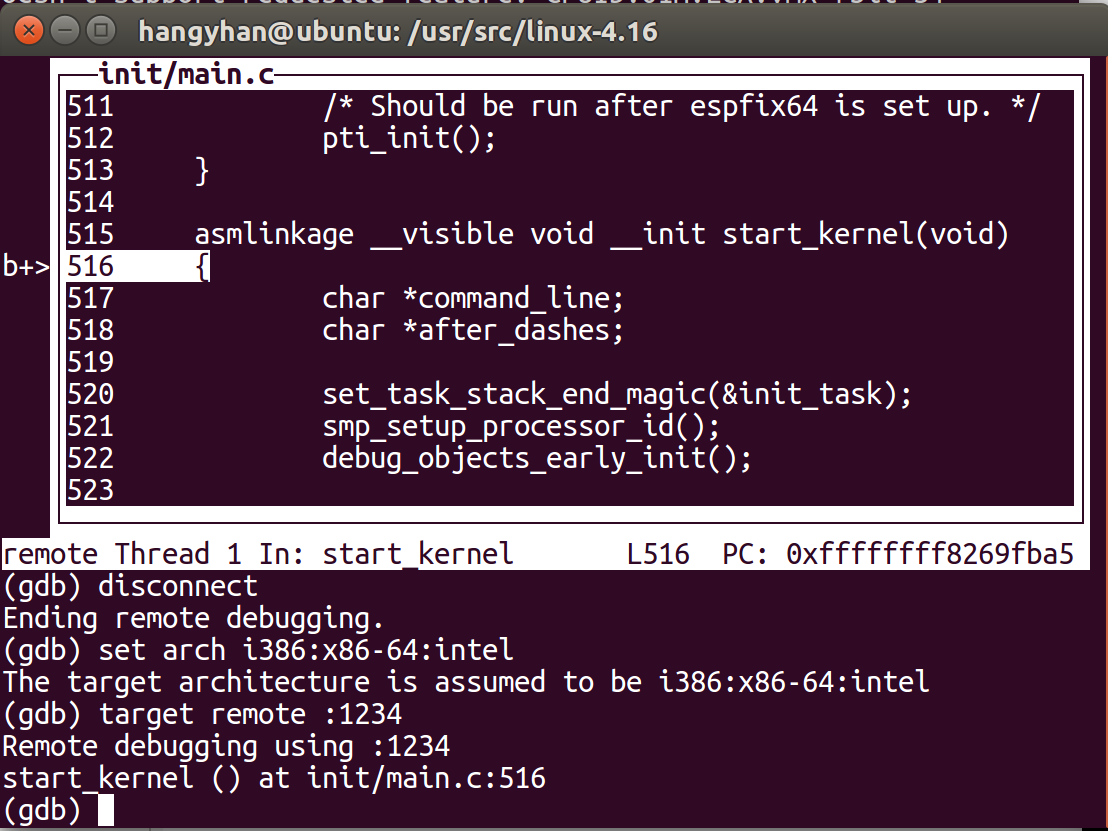 hangyhan@ubuntu: /usr/src/linux-4.16
init/main.c
511 /* Should be run after espfix64 is set up. */
512 pti_init();
513 }
514
515 asmlinkage __visible void __init start_kernel(void)
b+> 516 {
517 char *command_line;
518 char *after_dashes;
519
520 set_task_stack_end_magic(&init_task);
521 smp_setup_processor_id();
522 debug_objects_early_init();
523
remote Thread 1 In: start_kernel L516 PC: 0xffffffff8269fba5
(gdb) disconnect
Ending remote debugging.
(gdb) set arch i386:x86-64:intel
The target architecture is assumed to be i386:x86-64:intel
(gdb) target remote :1234
Remote debugging using :1234
start_kernel () at init/main.c:516
(gdb)